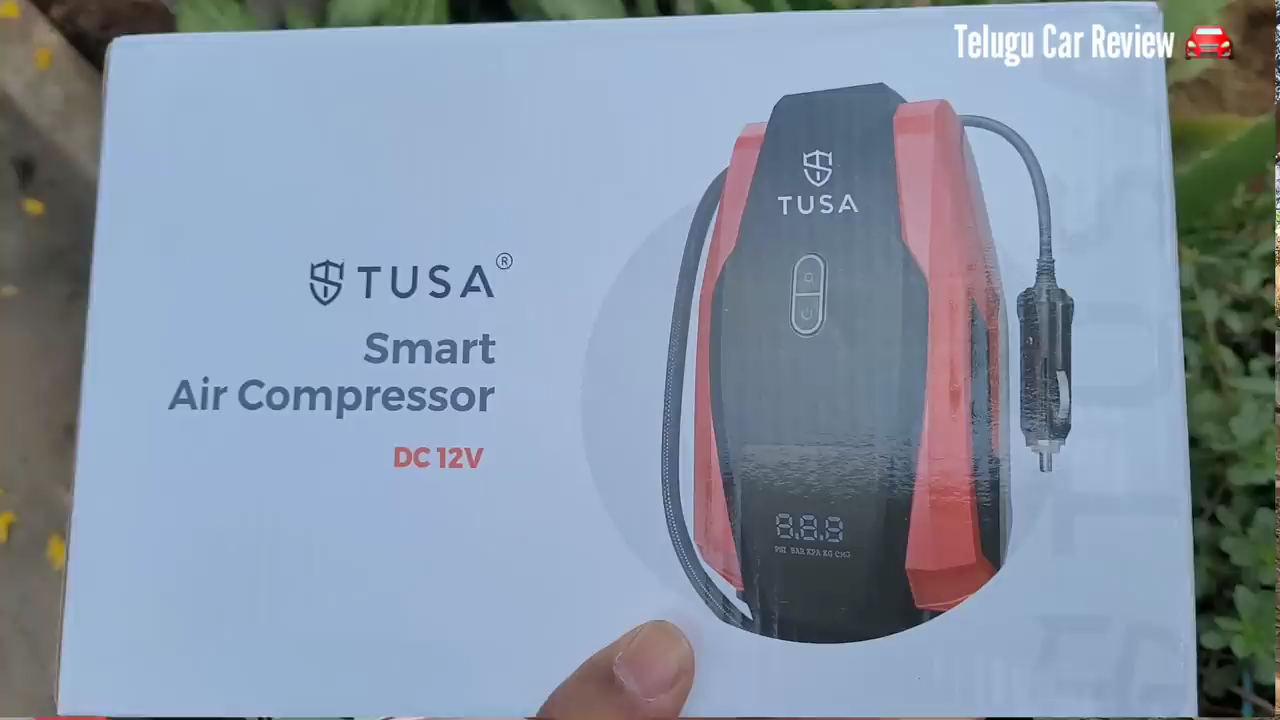 Telugu Car Review
TUSA
TUSA®
Smart
Air Compressor
DC 12V
8.8.8
PSI BAR KPA KG CM2